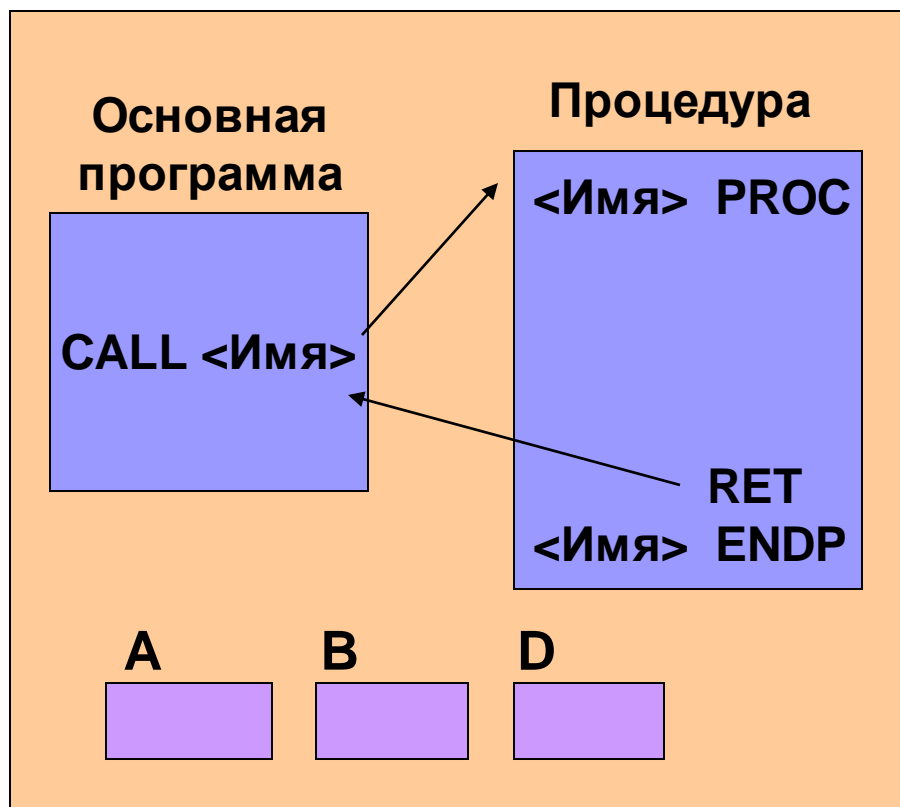 Основная
программа
CALL <Имя>
Процедура
<Имя> PROC
RET
<Имя> ENDP
A B D